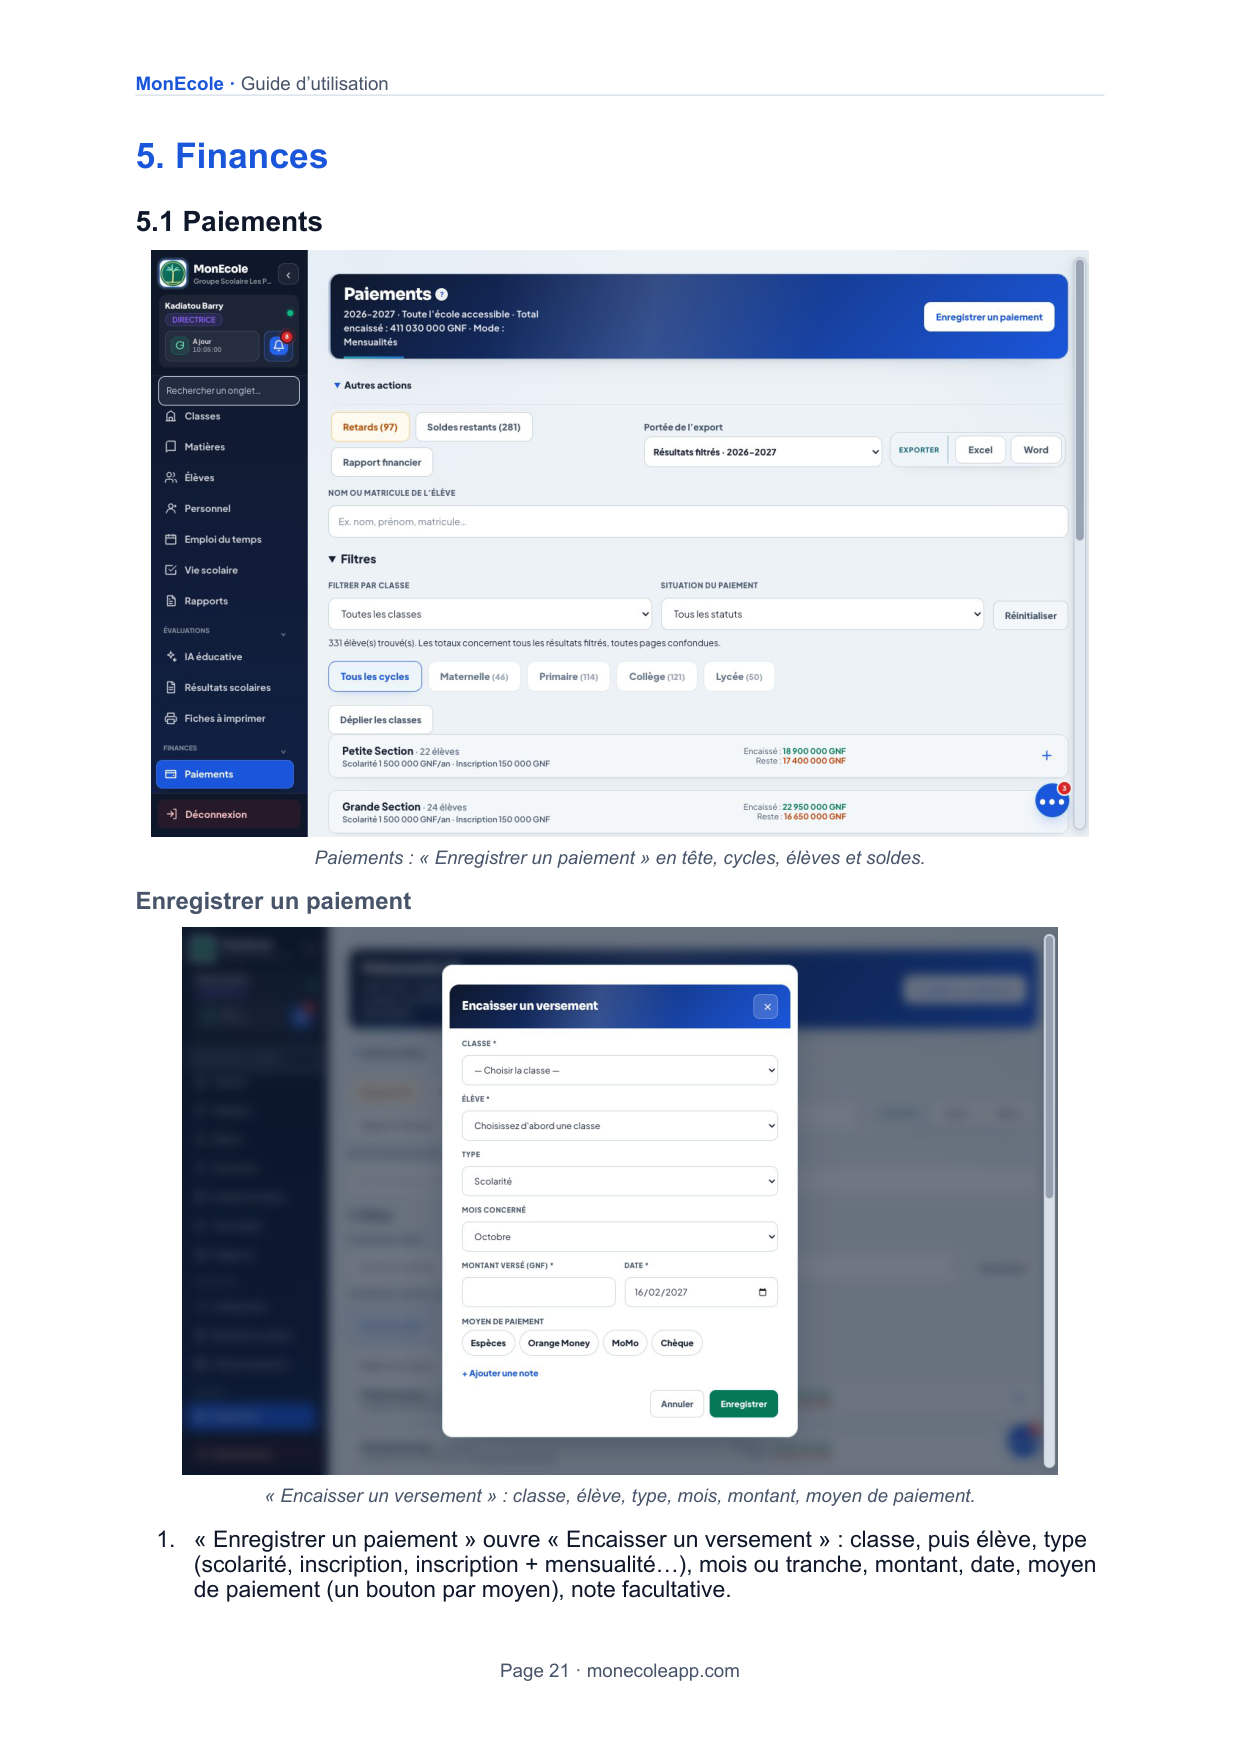 MonEcole · Guide d'utilisation
5. Finances
5.1 Paiements
MonEcole
Groupe Scolaire Les P...
Kadiatou Barry
DIRECTRICE
À jour
10:05:00
8
Rechercher un onglet...
Classes
Matières
Élèves
Personnel
Emploi du temps
Vie scolaire
Rapports
ÉVALUATIONS
IA éducative
Résultats scolaires
Fiches à imprimer
FINANCES
Paiements
Déconnexion
Paiements ?
2026-2027 · Toute l'école accessible · Total
encaissé : 411 030 000 GNF · Mode :
Mensualités
Enregistrer un paiement
▼ Autres actions
Retards (97)
Soldes restants (281)
Rapport financier
Portée de l'export
Résultats filtrés · 2026-2027
EXPORTER
Excel
Word
NOM OU MATRICULE DE L'ÉLÈVE
Ex. nom, prénom, matricule...
▼ Filtres
FILTRER PAR CLASSE
SITUATION DU PAIEMENT
Toutes les classes
Tous les statuts
Réinitialiser
331 élève(s) trouvé(s). Les totaux concernent tous les résultats filtrés, toutes pages confondues.
Tous les cycles
Maternelle (46)
Primaire (114)
Collège (121)
Lycée (50)
Déplier les classes
Petite Section · 22 élèves
Scolarité 1 500 000 GNF/an · Inscription 150 000 GNF
Encaissé : 18 900 000 GNF
Reste : 17 400 000 GNF
+
Grande Section · 24 élèves
Scolarité 1 500 000 GNF/an · Inscription 150 000 GNF
Encaissé : 22 950 000 GNF
Reste : 16 650 000 GNF
3
Paiements : « Enregistrer un paiement » en tête, cycles, élèves et soldes.
Enregistrer un paiement
Encaisser un versement
CLASSE *
— Choisir la classe —
ÉLÈVE *
Choisissez d'abord une classe
TYPE
Scolarité
MOIS CONCERNÉ
Octobre
MONTANT VERSÉ (GNF) *
DATE *
16/02/2027
MOYEN DE PAIEMENT
Espèces
Orange Money
MoMo
Chèque
+ Ajouter une note
Annuler
Enregistrer
« Encaisser un versement » : classe, élève, type, mois, montant, moyen de paiement.
1. « Enregistrer un paiement » ouvre « Encaisser un versement » : classe, puis élève, type
(scolarité, inscription, inscription + mensualité…), mois ou tranche, montant, date, moyen
de paiement (un bouton par moyen), note facultative.
Page 21 · monecoleapp.com